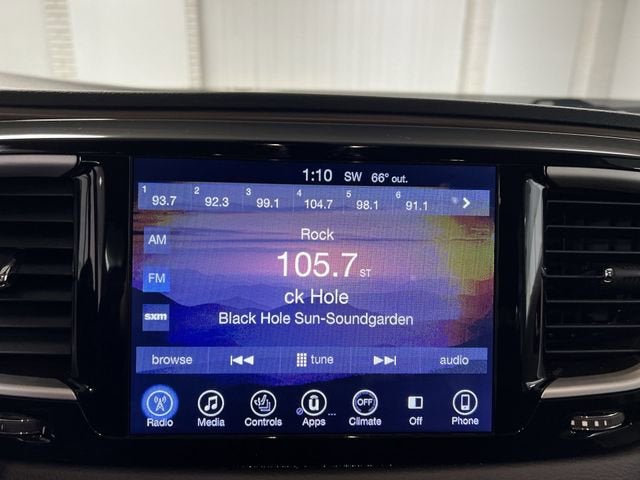 1:10 SW 66° out.
1 93.7 2 92.3 3 99.1 4 104.7 5 98.1 6 91.1
Rock
AM
105.7 ST
FM
ck Hole
sxm
Black Hole Sun-Soundgarden
browse tune audio
OFF
Radio Media Controls Apps Climate Off Phone